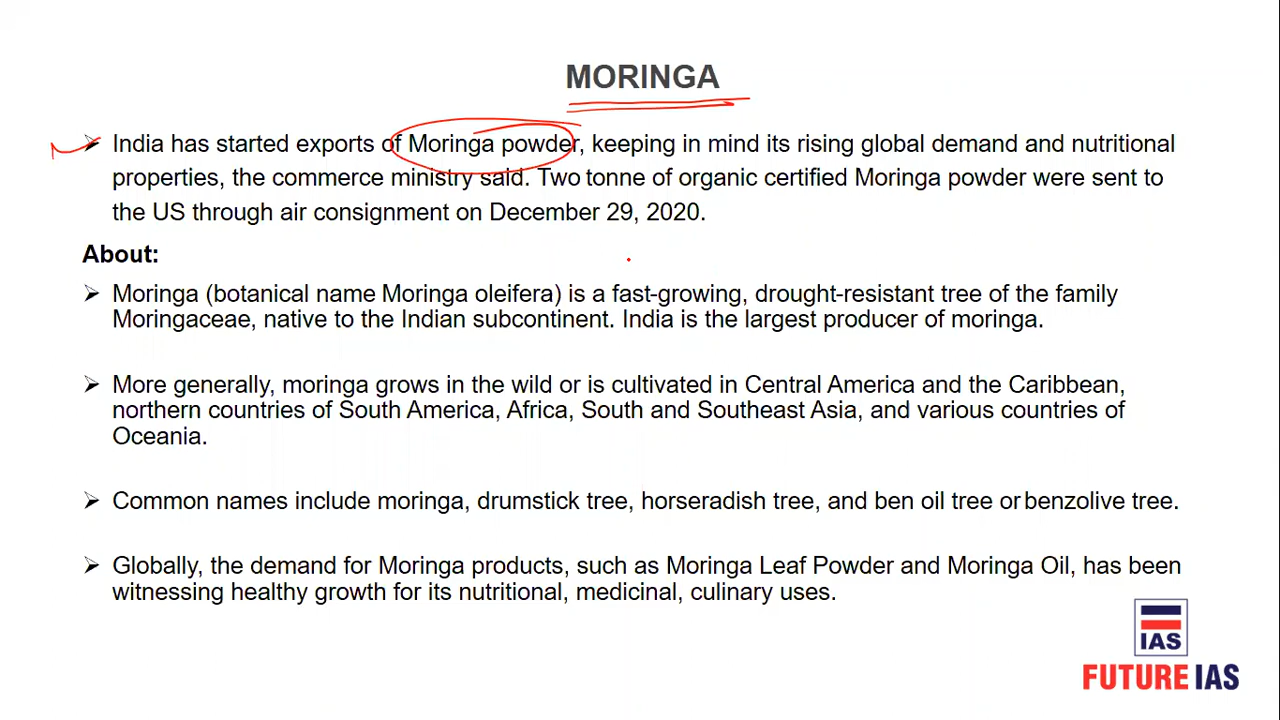 MORINGA
➢ India has started exports of Moringa powder, keeping in mind its rising global demand and nutritional
properties, the commerce ministry said. Two tonne of organic certified Moringa powder were sent to
the US through air consignment on December 29, 2020.
About:
➢ Moringa (botanical name Moringa oleifera) is a fast-growing, drought-resistant tree of the family
Moringaceae, native to the Indian subcontinent. India is the largest producer of moringa.
➢ More generally, moringa grows in the wild or is cultivated in Central America and the Caribbean,
northern countries of South America, Africa, South and Southeast Asia, and various countries of
Oceania.
➢ Common names include moringa, drumstick tree, horseradish tree, and ben oil tree or benzolive tree.
➢ Globally, the demand for Moringa products, such as Moringa Leaf Powder and Moringa Oil, has been
witnessing healthy growth for its nutritional, medicinal, culinary uses.
IAS
FUTURE IAS